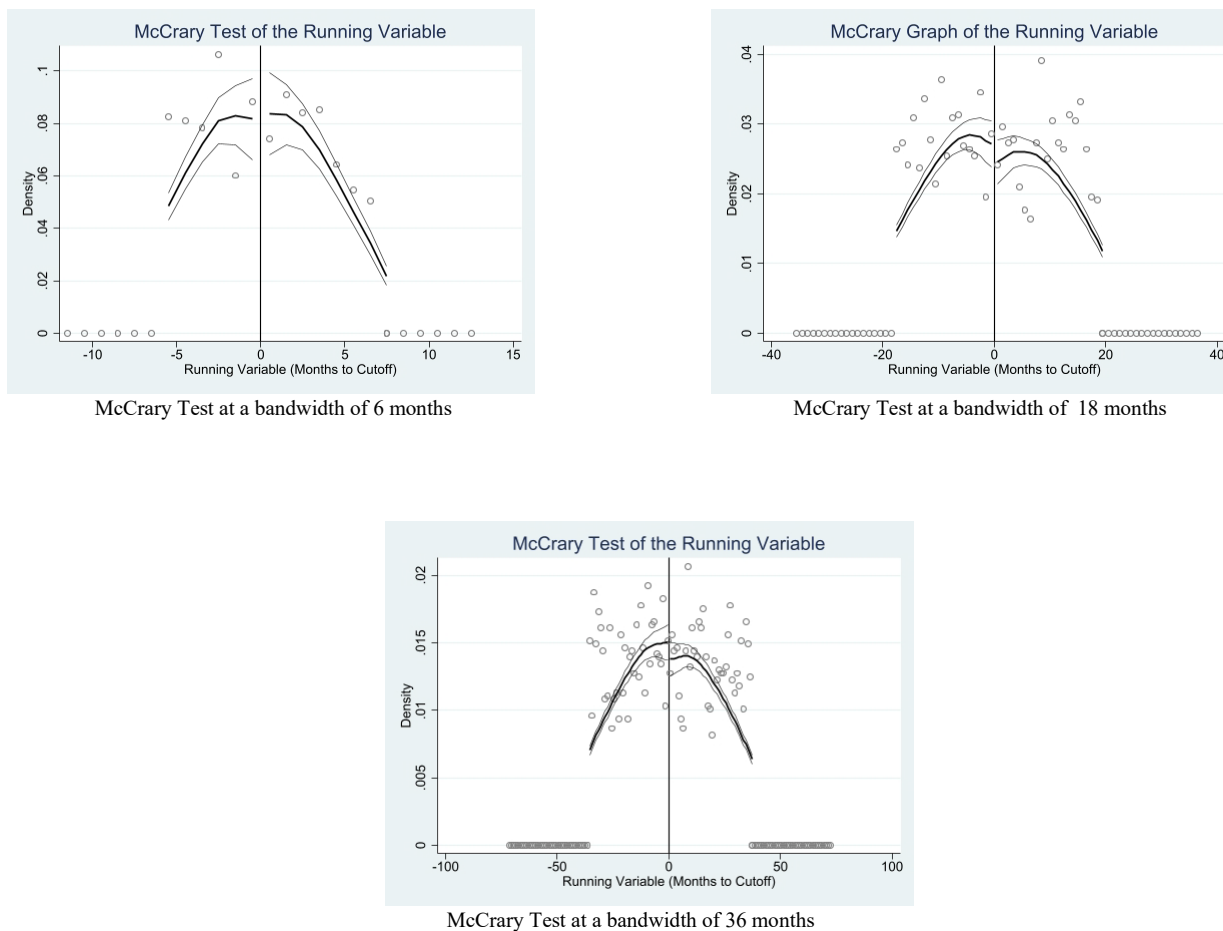 McCrary Test of the Running Variable
.1
.08
.06
.04
.02
0
Density
-10 -5 0 5 10 15
Running Variable (Months to Cutoff)
McCrary Test at a bandwidth of 6 months
McCrary Graph of the Running Variable
.04
.03
.02
.01
0
Density
-40 -20 0 20 40
Running Variable (Months to Cutoff)
McCrary Test at a bandwidth of 18 months
McCrary Test of the Running Variable
.02
.015
.01
.005
0
Density
-100 -50 0 50 100
Running Variable (Months to Cutoff)
McCrary Test at a bandwidth of 36 months